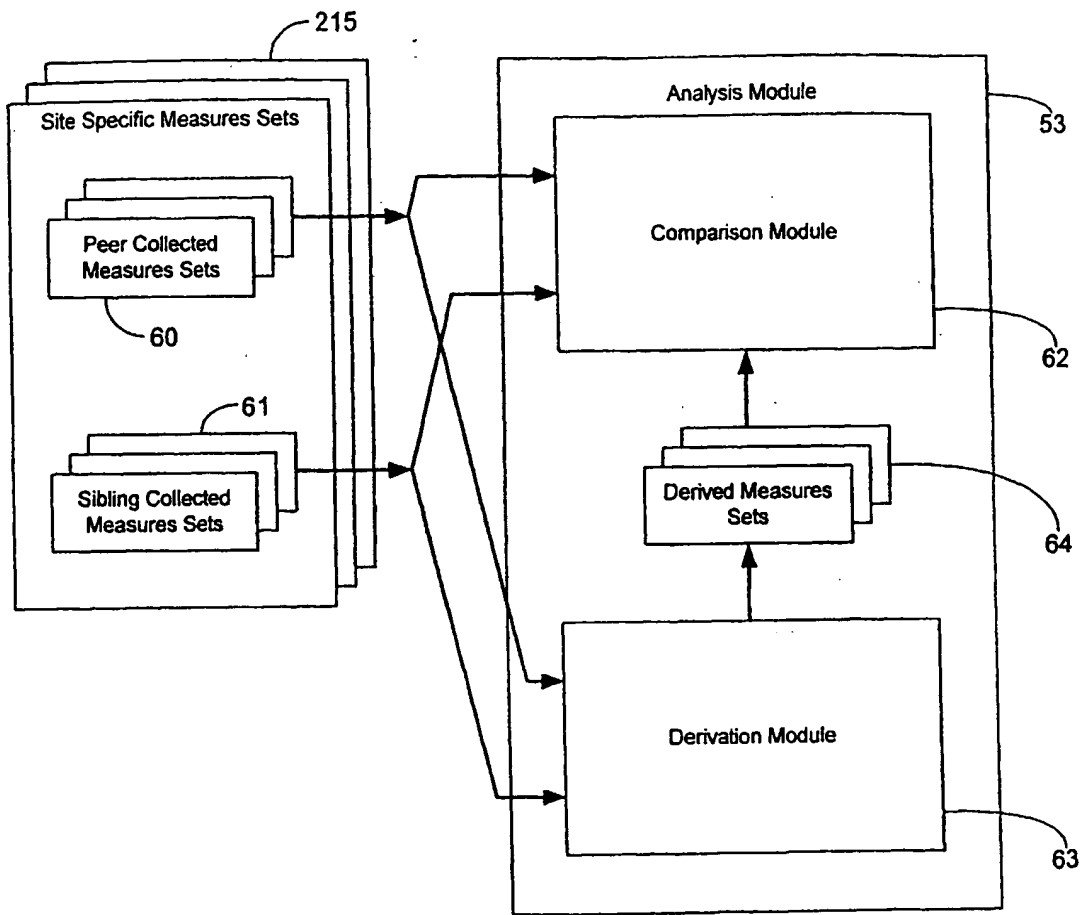 215
Site Specific Measures Sets
Peer Collected
Measures Sets
60
61
Sibling Collected
Measures Sets
Analysis Module
53
Comparison Module
62
Derived Measures
Sets
64
Derivation Module
63